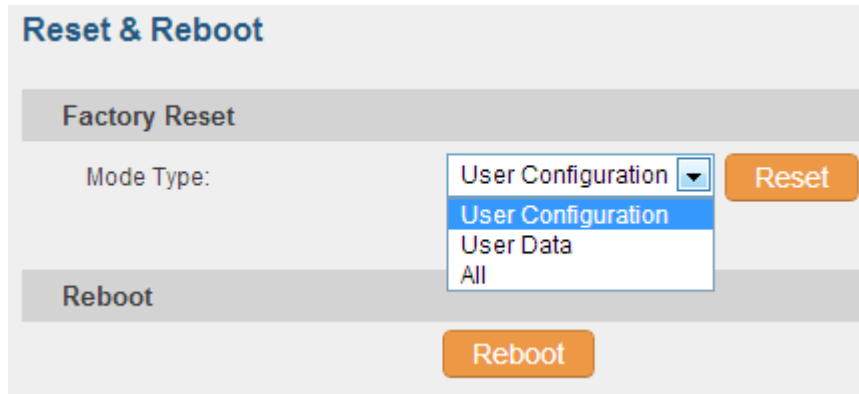 Reset & Reboot
Factory Reset
Mode Type: User Configuration Reset
User Configuration
User Data
All
Reboot
Reboot